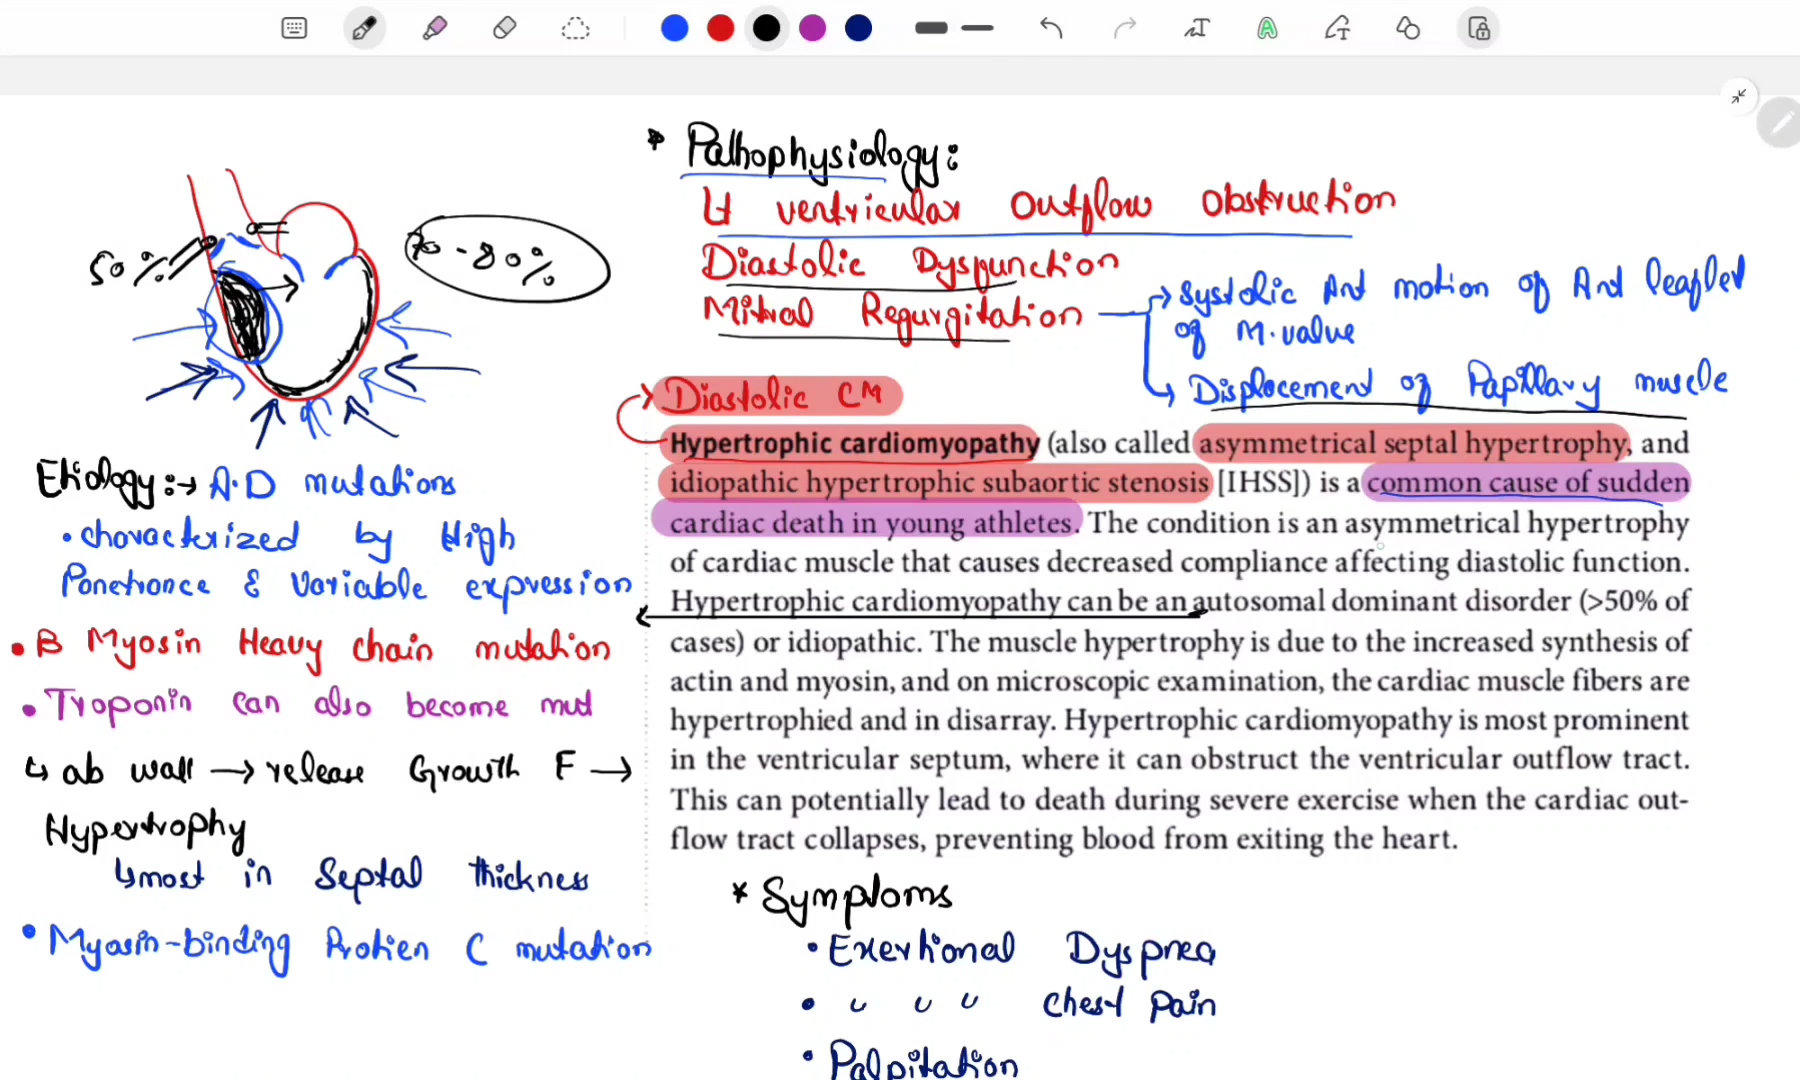 * Pathophysiology:
Lt ventricular Outflow Obstruction
Diastolic Dysfunction
Mitral Regurgitation
Systolic Ant motion of Ant leaflet
of M.valve
Displacement of Papillary muscle
50%
70-80%
Diastolic CM
Hypertrophic cardiomyopathy (also called asymmetrical septal hypertrophy, and
idiopathic hypertrophic subaortic stenosis [IHSS]) is a common cause of sudden
cardiac death in young athletes. The condition is an asymmetrical hypertrophy
of cardiac muscle that causes decreased compliance affecting diastolic function.
Hypertrophic cardiomyopathy can be an autosomal dominant disorder (>50% of
cases) or idiopathic. The muscle hypertrophy is due to the increased synthesis of
actin and myosin, and on microscopic examination, the cardiac muscle fibers are
hypertrophied and in disarray. Hypertrophic cardiomyopathy is most prominent
in the ventricular septum, where it can obstruct the ventricular outflow tract.
This can potentially lead to death during severe exercise when the cardiac out-
flow tract collapses, preventing blood from exiting the heart.
Etiology:→ A.D mutations
• characterized by High
Penetrance & Variable expression
• B Myosin Heavy chain mutation
• Troponin can also become mut
↳ ab wall → release Growth F →
Hypertrophy
↳ most in Septal thickness
• Myosin-binding Protien C mutation
* Symptoms
• Exertional Dyspnea
• " " " Chest Pain
• Palpitation